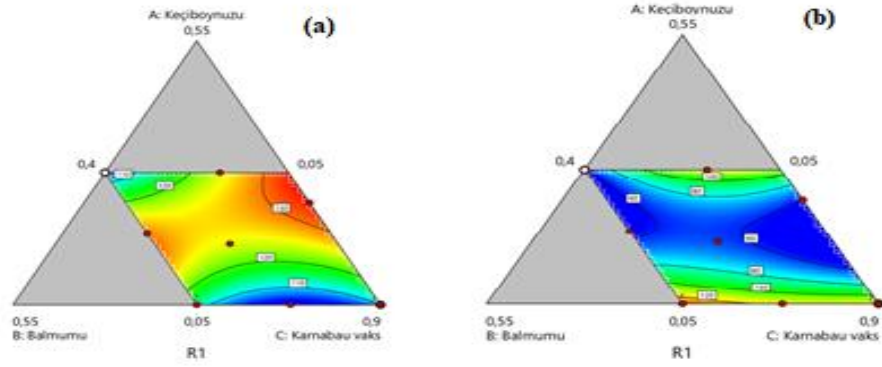 A: Keçiboynuzu
(a)
0,55
0,4
0,05
0,55
0,05
0,9
B: Balmumu
C: Karnabau vaks
R1
A: Keçiboynuzu
(b)
0,55
0,4
0,05
0,55
0,05
0,9
B: Balmumu
C: Karnabau vaks
R1